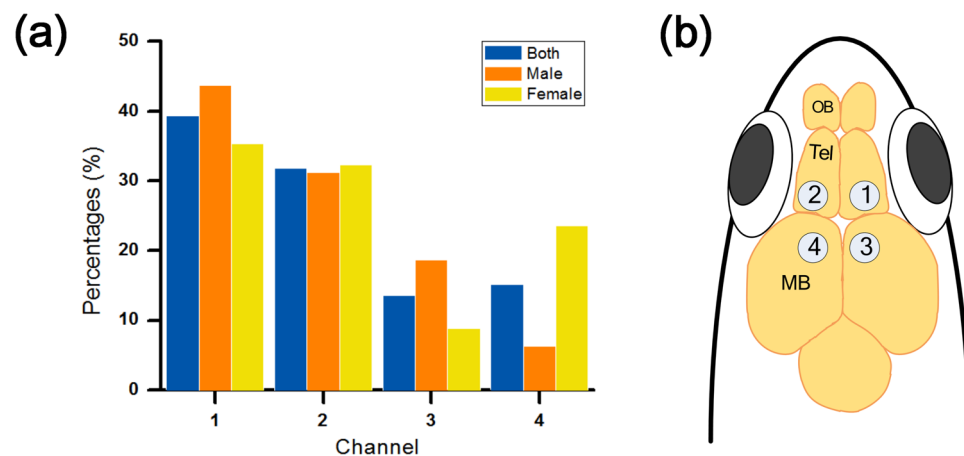 (a)
50
40
30
20
10
0
Percentages (%)
Both
Male
Female
1 2 3 4
Channel
(b)
OB
Tel
2 1
4 3
MB